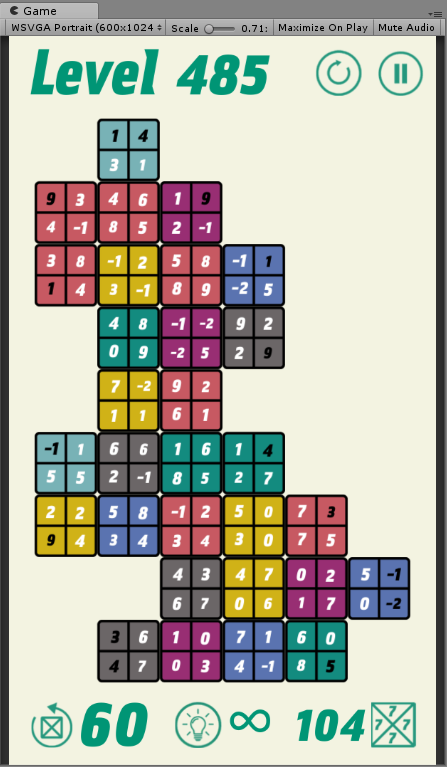 Game
WSVGA Portrait (600x1024 Scale 0.71: Maximize On Play Mute Audio
Level 485
1 4
3 1
9 3 4 6 1 9
4 -1 8 5 2 -1
3 8 -1 2 5 8 -1 1
1 4 3 -1 8 9 -2 5
4 8 -1 -2 9 2
0 9 -2 5 2 9
7 -2 9 2
1 1 6 1
-1 1 6 6 1 6 1 4
5 5 2 -1 8 5 2 7
2 2 5 8 -1 2 5 0 7 3
9 4 3 4 3 4 3 0 7 5
4 3 4 7 0 2 5 -1
6 7 0 6 1 7 0 -2
3 6 1 0 7 1 6 0
4 7 0 3 4 -1 8 5
60 ∞ 104 7 7 7 7